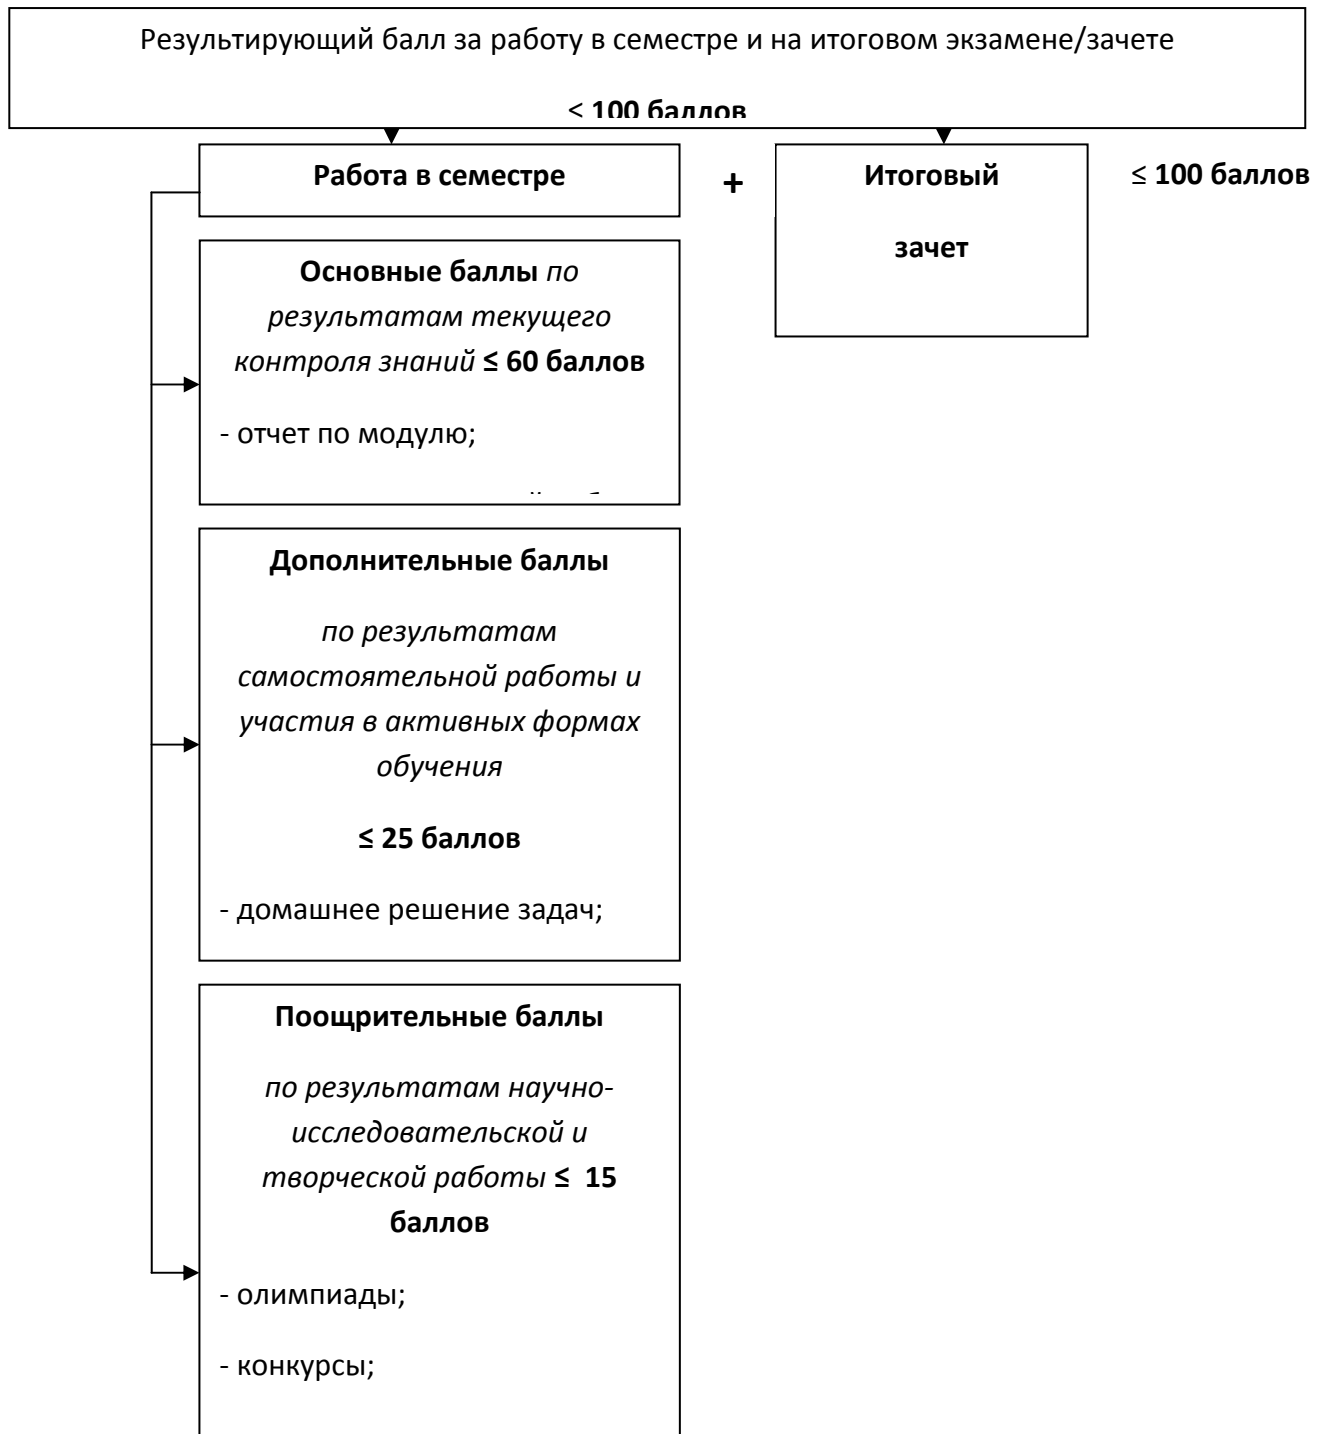 Результирующий балл за работу в семестре и на итоговом экзамене/зачете
< 100 баллов
Работа в семестре
+
Итоговый
зачет
≤ 100 баллов
Основные баллы по
результатам текущего
контроля знаний ≤ 60 баллов
- отчет по модулю;
Дополнительные баллы
по результатам
самостоятельной работы и
участия в активных формах
обучения
≤ 25 баллов
- домашнее решение задач;
Поощрительные баллы
по результатам научно-
исследовательской и
творческой работы ≤ 15
баллов
- олимпиады;
- конкурсы;